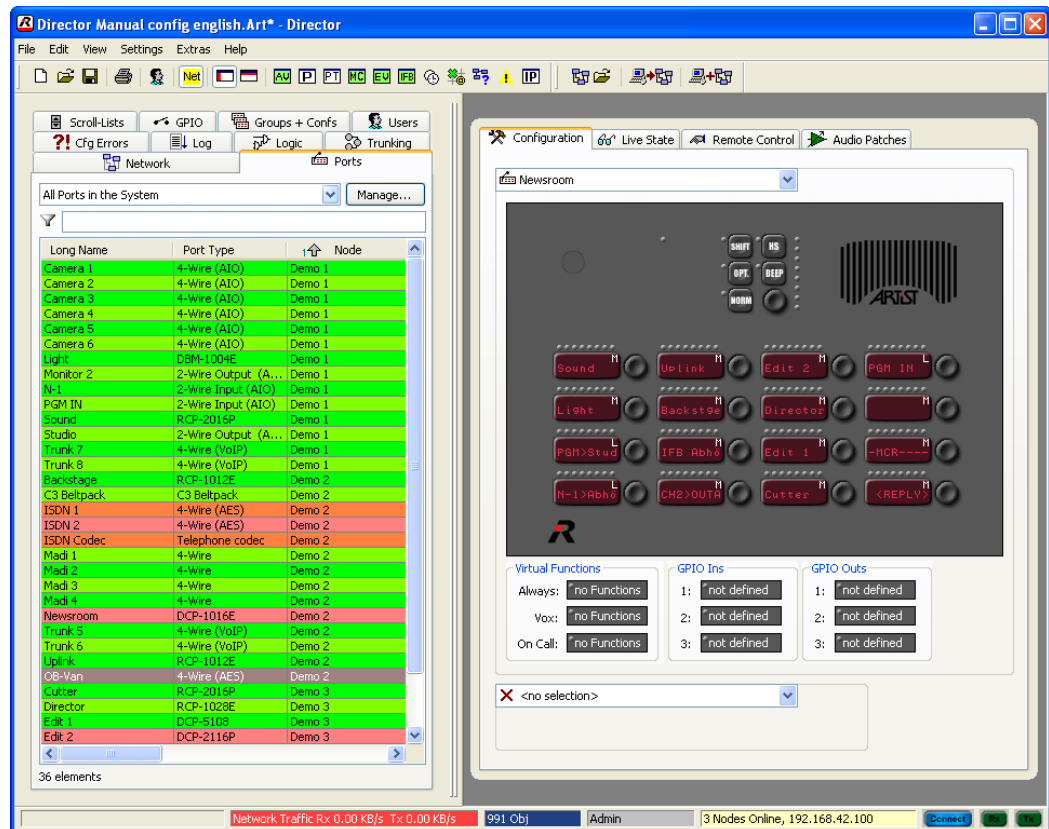 Director Manual config english.Art* - Director
File Edit View Settings Extras Help
Net AU P PT MC EV IFB IP
Scroll-Lists GPIO Groups + Confs Users
?! Cfg Errors Log Logic Trunking
Network Ports
All Ports in the System Manage...
Long Name Port Type 1 Node
Camera 1 4-Wire (AIO) Demo 1
Camera 2 4-Wire (AIO) Demo 1
Camera 3 4-Wire (AIO) Demo 1
Camera 4 4-Wire (AIO) Demo 1
Camera 5 4-Wire (AIO) Demo 1
Camera 6 4-Wire (AIO) Demo 1
Light DBM-1004E Demo 1
Monitor 2 2-Wire Output (A... Demo 1
N-1 2-Wire Input (AIO) Demo 1
PGM IN 2-Wire Input (AIO) Demo 1
Sound RCP-2016P Demo 1
Studio 2-Wire Output (A... Demo 1
Trunk 7 4-Wire (VoIP) Demo 1
Trunk 8 4-Wire (VoIP) Demo 1
Backstage RCP-1012E Demo 2
C3 Beltpack C3 Beltpack Demo 2
ISDN 1 4-Wire (AES) Demo 2
ISDN 2 4-Wire (AES) Demo 2
ISDN Codec Telephone codec Demo 2
Madi 1 4-Wire Demo 2
Madi 2 4-Wire Demo 2
Madi 3 4-Wire Demo 2
Madi 4 4-Wire Demo 2
Newsroom DCP-1016E Demo 2
Trunk 5 4-Wire (VoIP) Demo 2
Trunk 6 4-Wire (VoIP) Demo 2
Uplink RCP-1012E Demo 2
OB-Van 4-Wire (AES) Demo 2
Cutter RCP-2016P Demo 3
Director RCP-1028E Demo 3
Edit 1 DCP-5108 Demo 3
Edit 2 DCP-2116P Demo 3
36 elements
Configuration Live State Remote Control Audio Patches
Newsroom
SHIFT HS
OPT. BEEP
NORM
ARTIST
Sound M Uplink M Edit 2 M PGM IN L
Light M Backst9e M Director M M
PGM>Stud L IFB Abhö M Edit 1 M -MCR---- M
N-1>Abhö L CH2>OUTA M Cutter M <REPLY> M
R
Virtual Functions GPIO Ins GPIO Outs
Always: no Functions 1: not defined 1: not defined
Vox: no Functions 2: not defined 2: not defined
On Call: no Functions 3: not defined 3: not defined
<no selection>
Network Traffic Rx 0.00 KB/s Tx 0.00 KB/s 991 Obj Admin 3 Nodes Online, 192.168.42.100 Connect Rx Tx